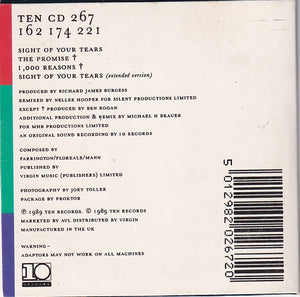 TEN CD 267
162 174 221
SIGHT OF YOUR TEARS
THE PROMISE †
1,000 REASONS †
SIGHT OF YOUR TEARS (extended version)
PRODUCED BY RICHARD JAMES BURGESS
REMIXED BY NELLEE HOOPER FOR SILENT PRODUCTIONS LIMITED
EXCEPT † PRODUCED BY BEN ROGAN
ADDITIONAL PRODUCTION & REMIX BY MICHAEL H BRAUER
FOR MHB PRODUCTIONS LIMITED
AN ORIGINAL SOUND RECORDING BY 10 RECORDS
COMPOSED BY
FARRINGTON/FLOREALE/MANN
PUBLISHED BY
VIRGIN MUSIC (PUBLISHERS) LIMITED
PHOTOGRAPHY BY JOEY TOLLER
PACKAGE BY PROKTOR
℗ 1989 TEN RECORDS. © 1989 TEN RECORDS
MARKETED BY AVL DISTRIBUTED BY VIRGIN
MANUFACTURED IN THE UK
WARNING—
ADAPTORS MAY NOT WORK ON ALL MACHINES
10
5 012982 026720